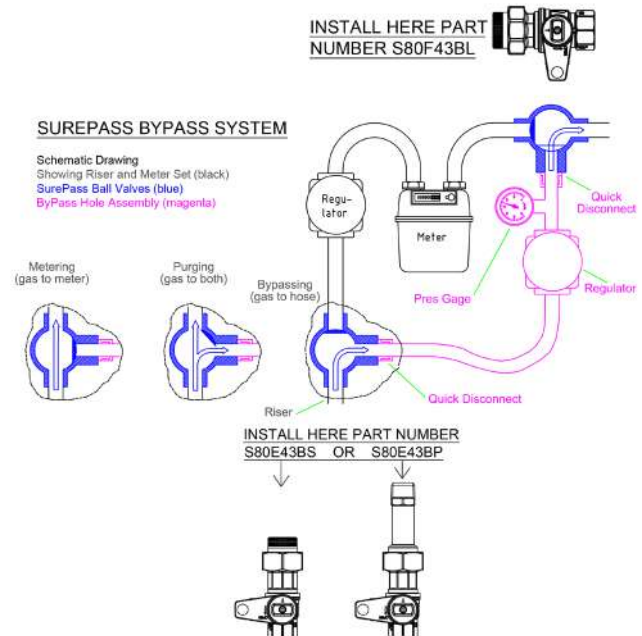 INSTALL HERE PART
NUMBER S80F43BL
SUREPASS BYPASS SYSTEM
Schematic Drawing
Showing Riser and Meter Set (black)
SurePass Ball Valves (blue)
ByPass Hole Assembly (magenta)
Regu-
lator
Meter
Quick
Disconnect
Pres Gage
Regulator
Metering
(gas to meter)
Purging
(gas to both)
Bypassing
(gas to hose)
Quick Disconnect
Riser
INSTALL HERE PART NUMBER
S80E43BS OR S80E43BP